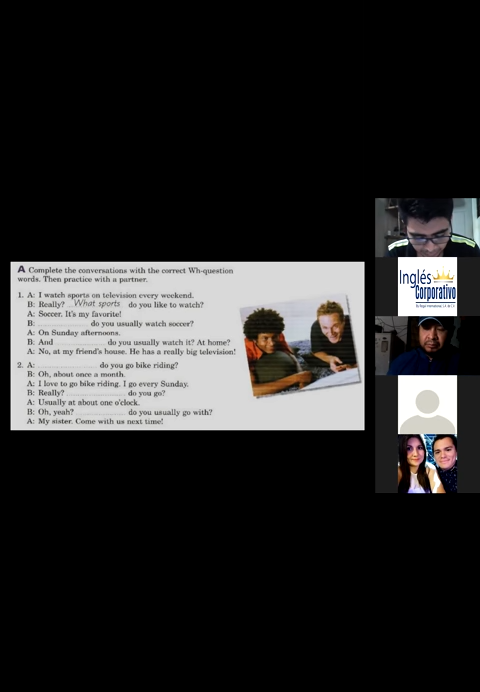 A Complete the conversations with the correct Wh-question
words. Then practice with a partner.
1. A: I watch sports on television every weekend.
B: Really? What sports do you like to watch?
A: Soccer. It's my favorite!
B: do you usually watch soccer?
A: On Sunday afternoons.
B: And do you usually watch it? At home?
A: No, at my friend's house. He has a really big television!
2. A: do you go bike riding?
B: Oh, about once a month.
A: I love to go bike riding. I go every Sunday.
B: Really? do you go?
A: Usually at about one o'clock.
B: Oh, yeah? do you usually go with?
A: My sister. Come with us next time!
Inglés
Corporativo